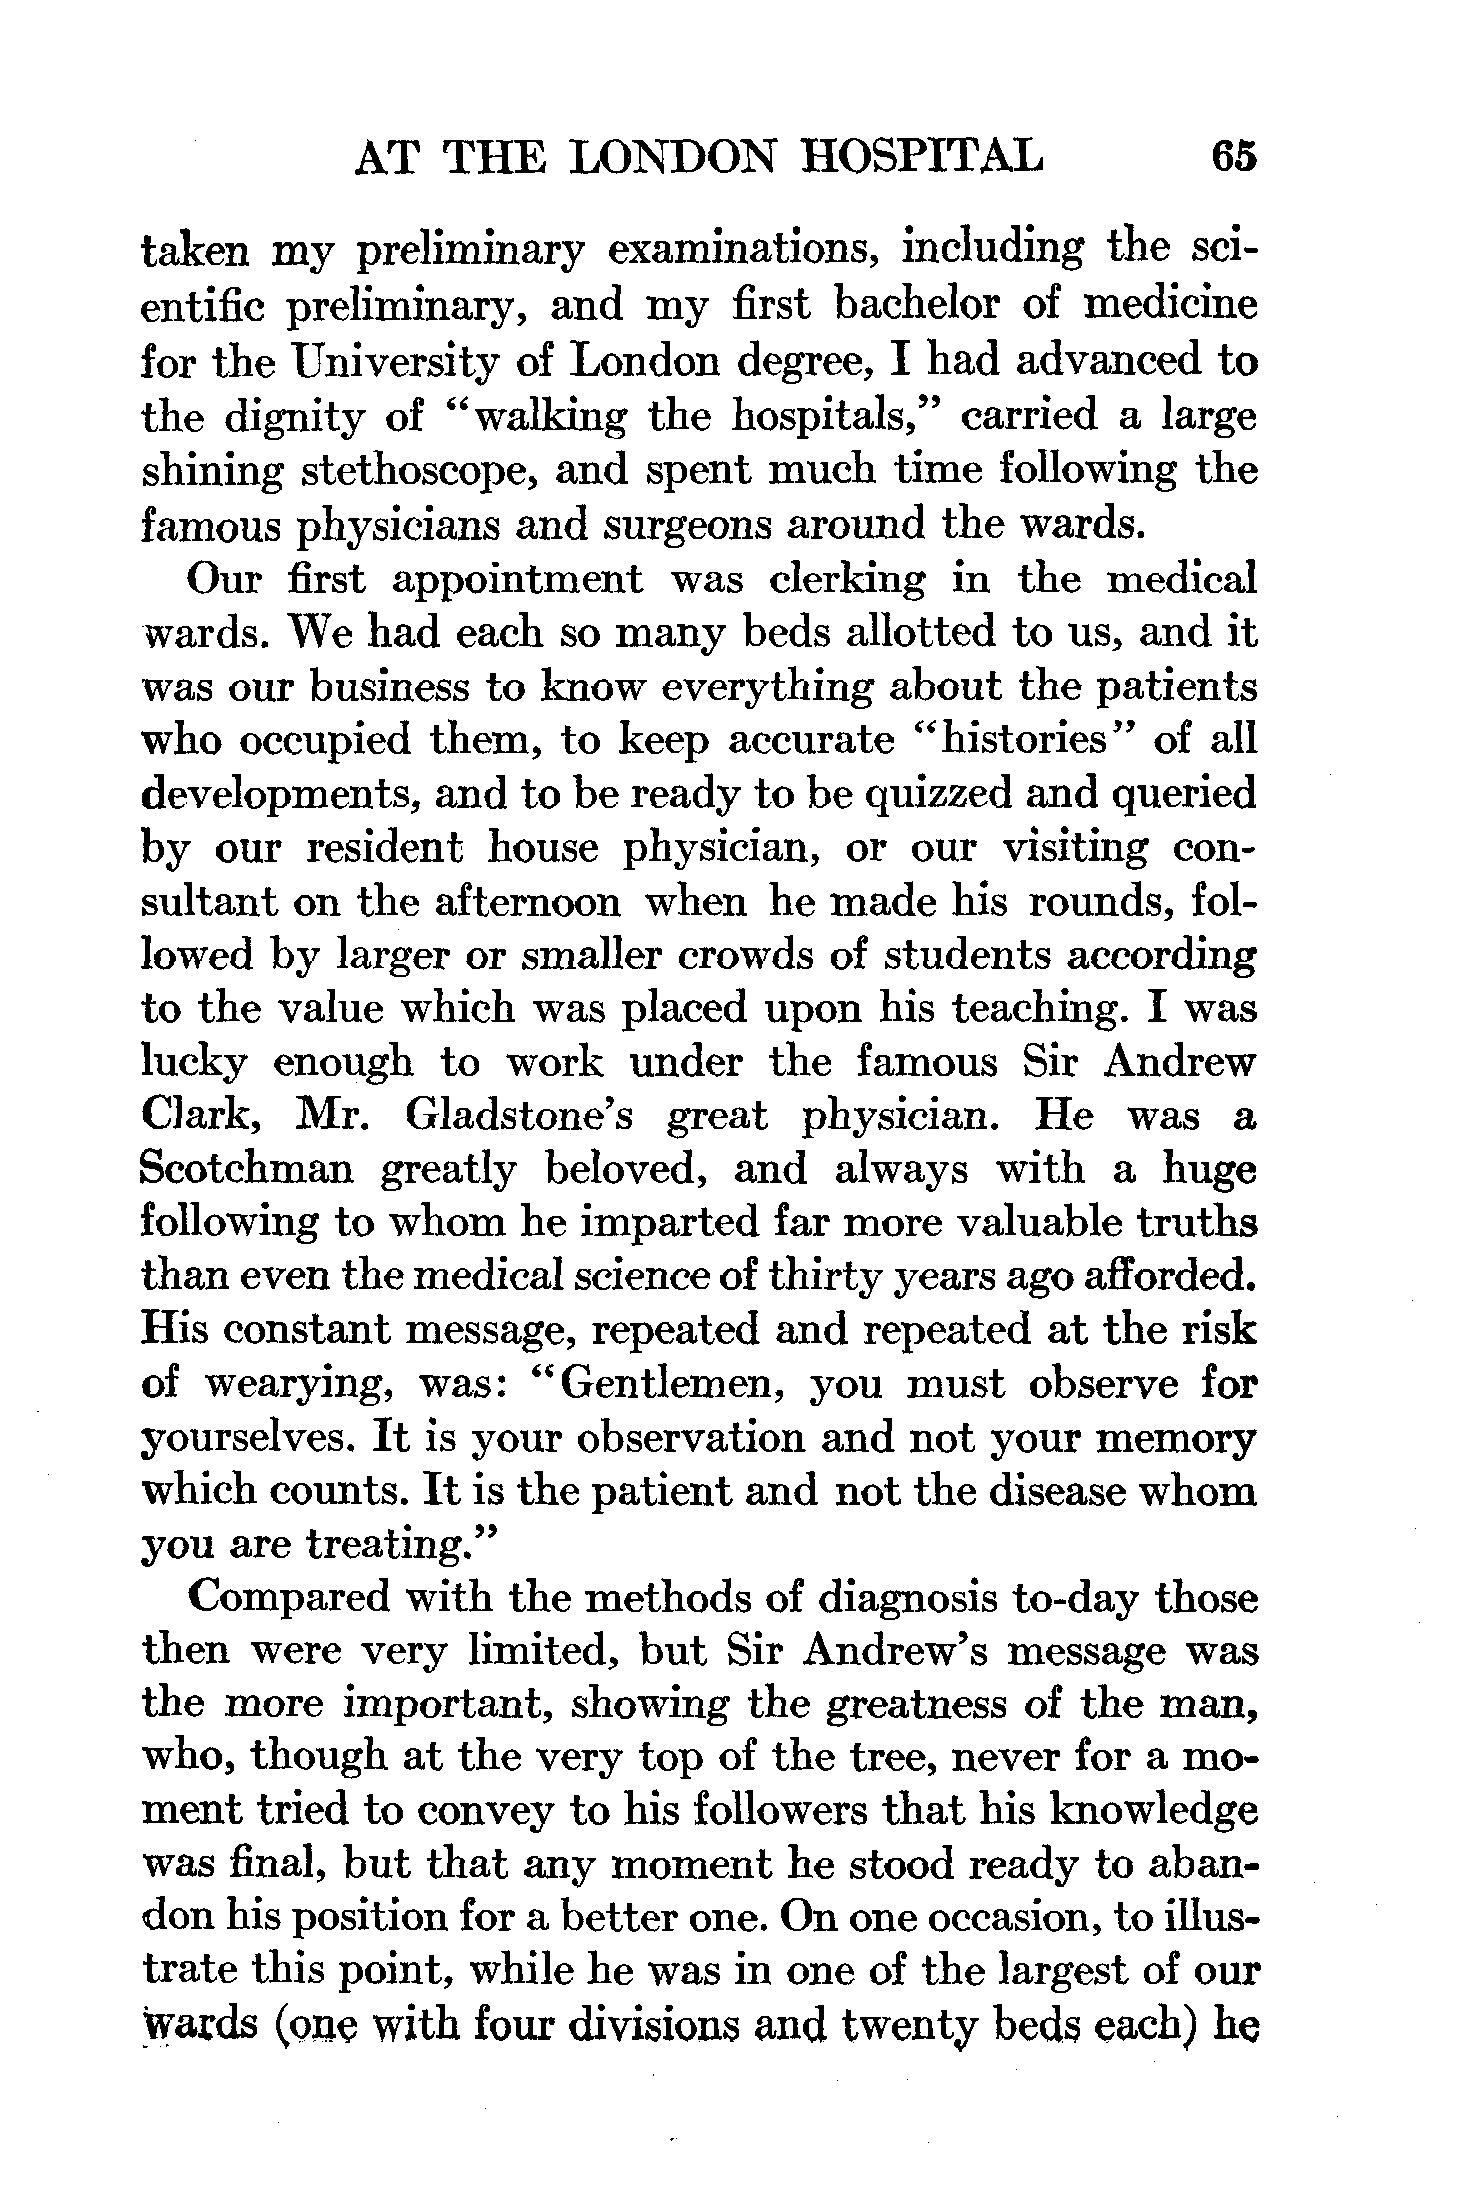 AT THE LONDON HOSPITAL 65
taken my preliminary examinations, including the sci-
entific preliminary, and my first bachelor of medicine
for the University of London degree, I had advanced to
the dignity of “walking the hospitals,” carried a large
shining stethoscope, and spent much time following the
famous physicians and surgeons around the wards.
Our first appointment was clerking in the medical
wards. We had each so many beds allotted to us, and it
was our business to know everything about the patients
who occupied them, to keep accurate “histories” of all
developments, and to be ready to be quizzed and queried
by our resident house physician, or our visiting con-
sultant on the afternoon when he made his rounds, fol-
lowed by larger or smaller crowds of students according
to the value which was placed upon his teaching. I was
lucky enough to work under the famous Sir Andrew
Clark, Mr. Gladstone’s great physician. He was a
Scotchman greatly beloved, and always with a huge
following to whom he imparted far more valuable truths
than even the medical science of thirty years ago afforded.
His constant message, repeated and repeated at the risk
of wearying, was: “Gentlemen, you must observe for
yourselves. It is your observation and not your memory
which counts. It is the patient and not the disease whom
you are treating.”
Compared with the methods of diagnosis to-day those
then were very limited, but Sir Andrew’s message was
the more important, showing the greatness of the man,
who, though at the very top of the tree, never for a mo-
ment tried to convey to his followers that his knowledge
was final, but that any moment he stood ready to aban-
don his position for a better one. On one occasion, to illus-
trate this point, while he was in one of the largest of our
wards (one with four divisions and twenty beds each) he